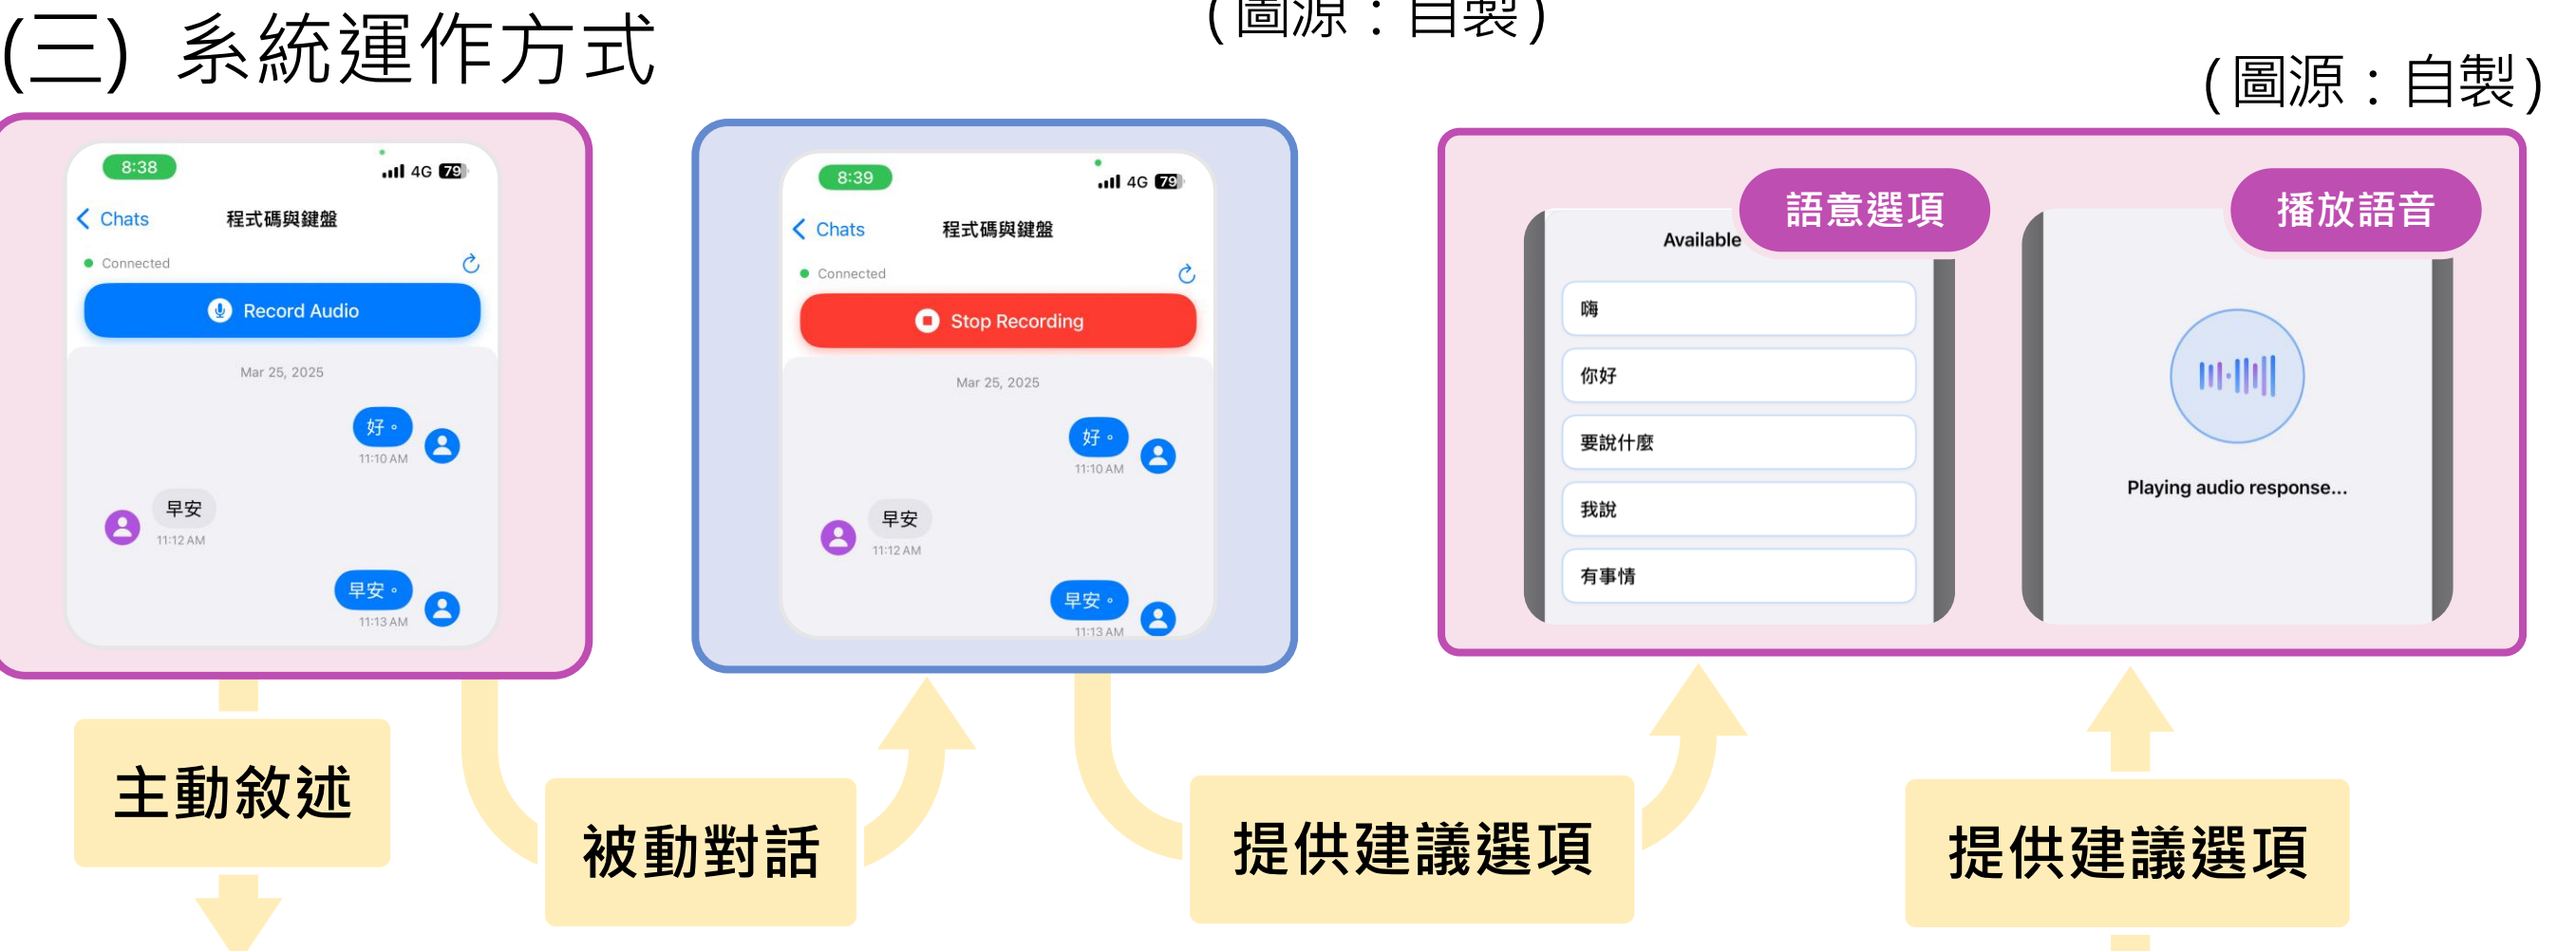 (圖源：自製)
(三) 系統運作方式
(圖源：自製)
8:38
4G 79
Chats
程式碼與鍵盤
Connected
Record Audio
Mar 25, 2025
好。
11:10 AM
早安
11:12 AM
早安。
11:13 AM
8:39
4G 79
Chats
程式碼與鍵盤
Connected
Stop Recording
Mar 25, 2025
好。
11:10 AM
早安
11:12 AM
早安。
11:13 AM
語意選項
Available
嗨
你好
要說什麼
我說
有事情
播放語音
Playing audio response...
主動敘述
被動對話
提供建議選項
提供建議選項